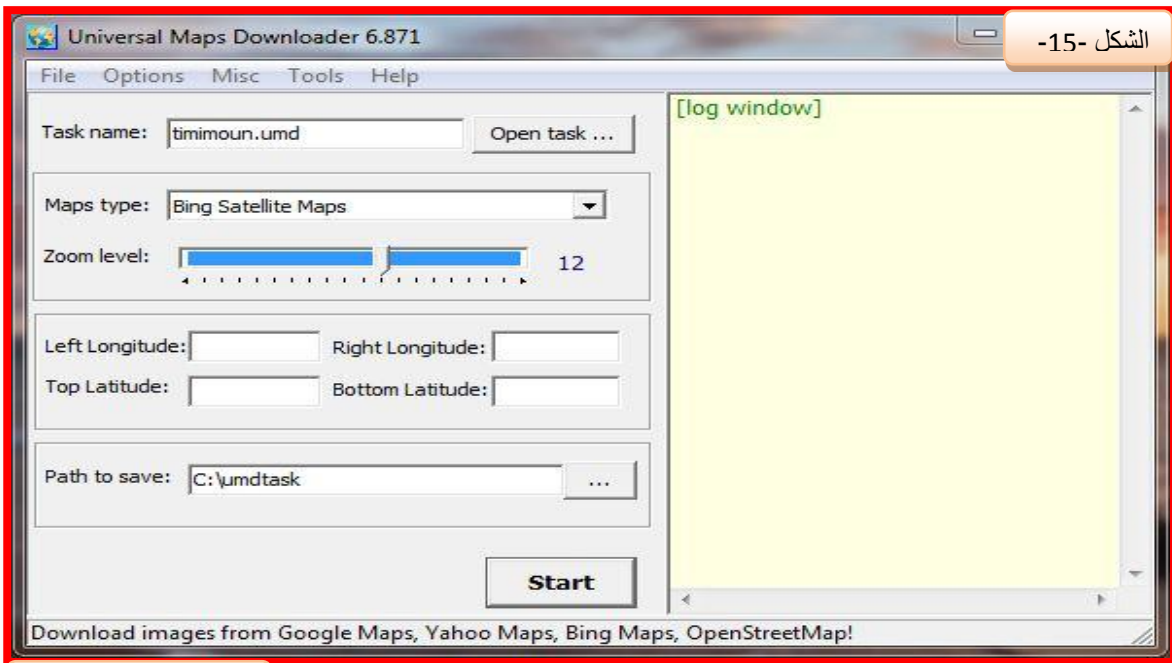 Universal Maps Downloader 6.871
الشكل -15-
File Options Misc Tools Help
Task name: timimoun.umd Open task ...
[log window]
Maps type: Bing Satellite Maps
Zoom level: 12
Left Longitude: Right Longitude:
Top Latitude: Bottom Latitude:
Path to save: C:\umdtask ...
Start
Download images from Google Maps, Yahoo Maps, Bing Maps, OpenStreetMap!